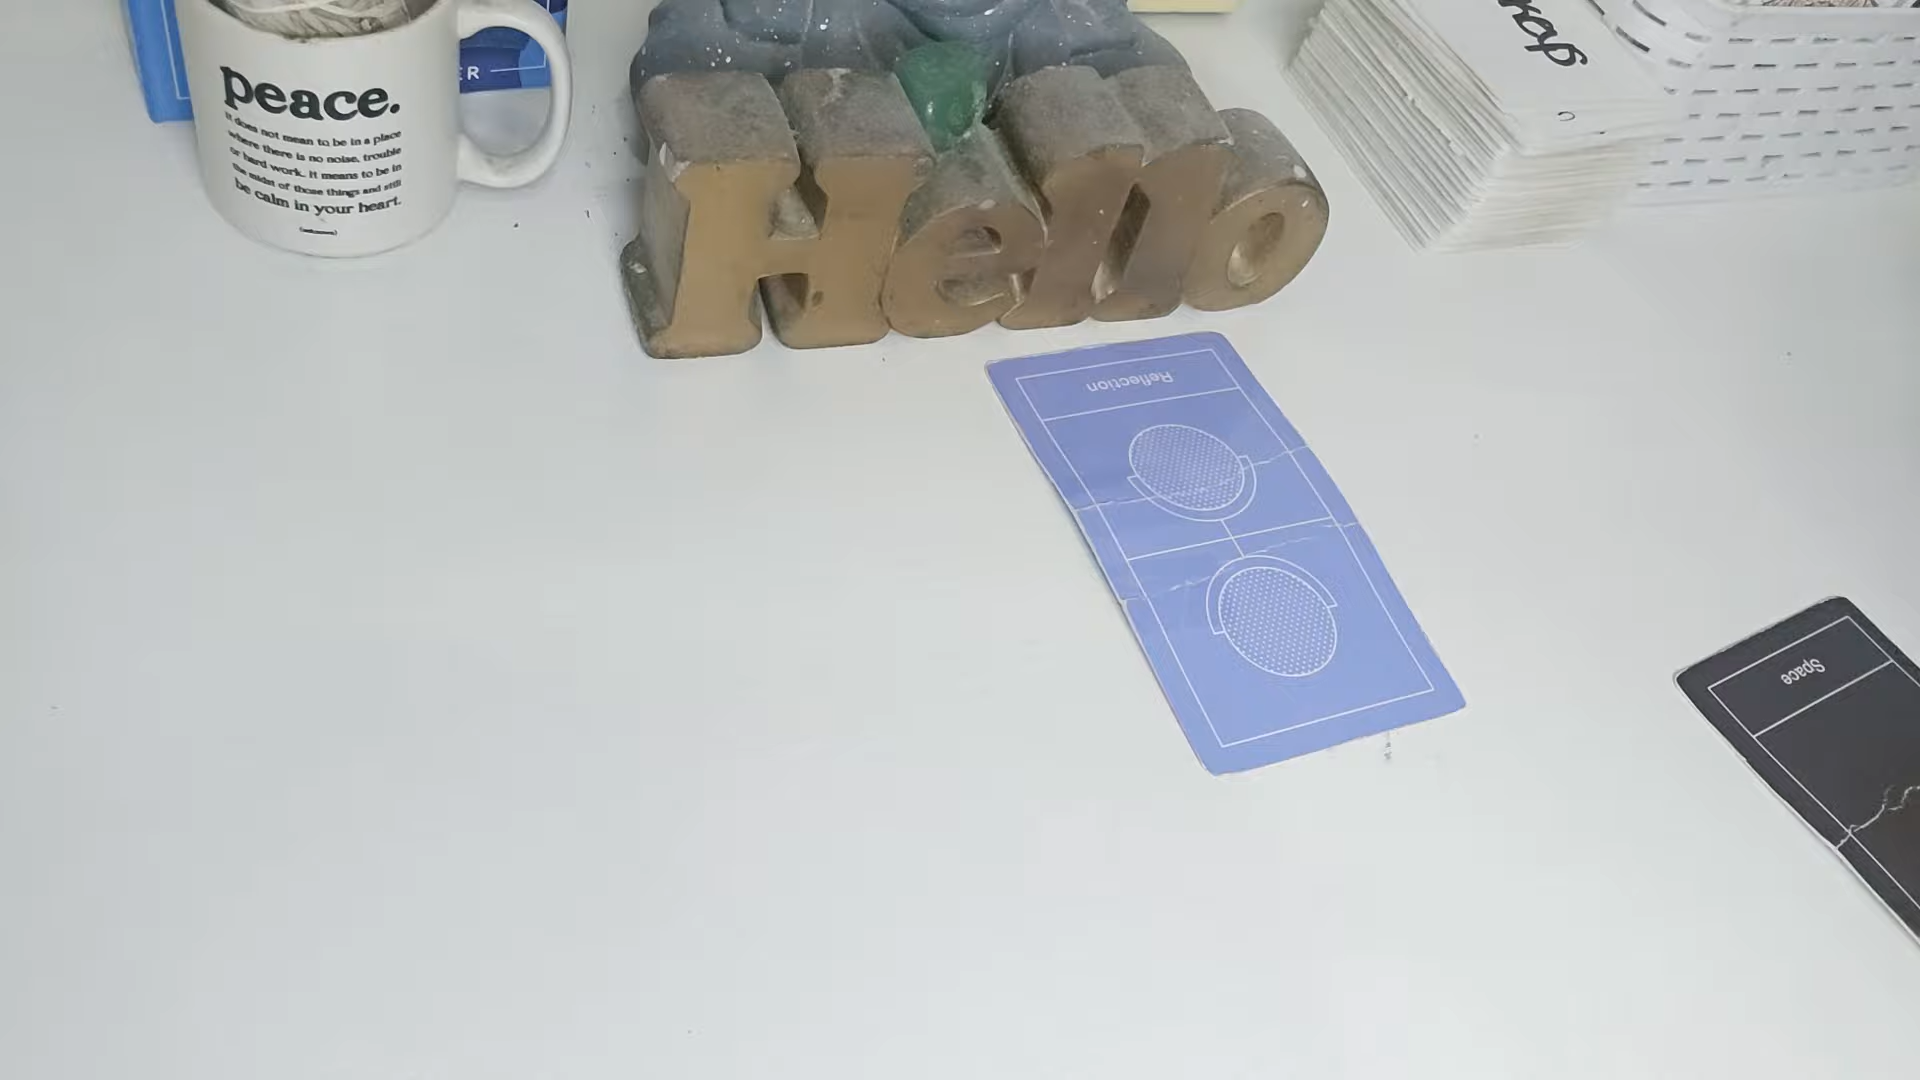 peace.
It does not mean to be in a place
where there is no noise, trouble
or hard work. It means to be in
the midst of those things and still
be calm in your heart.
(unknown)
ER
Hello
Reflection
Space